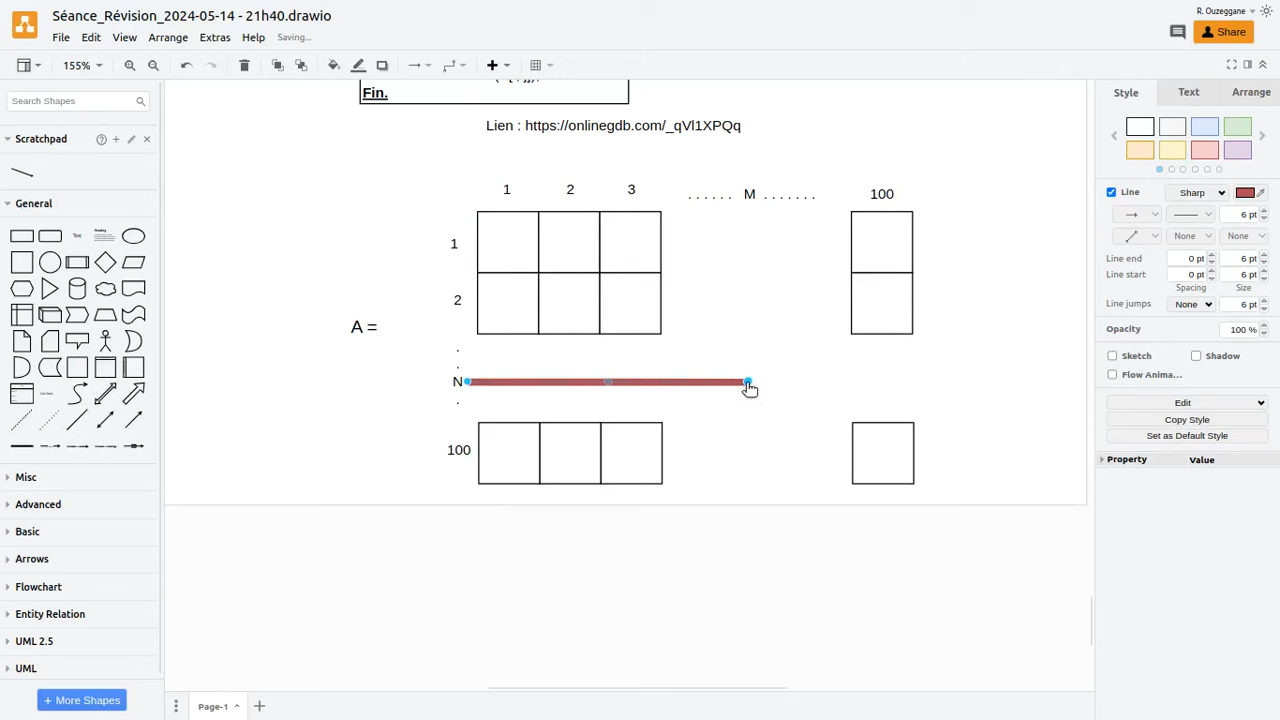 Séance_Révision_2024-05-14 - 21h40.drawio
R. Ouzeggane
File Edit View Arrange Extras Help Saving...
Share
155%
Search Shapes
Scratchpad
General
Text
Heading
Misc
Advanced
Basic
Arrows
Flowchart
Entity Relation
UML 2.5
UML
+ More Shapes
Fin.
Lien : https://onlinegdb.com/_qVl1XPQq
1 2 3 . . . . . . M . . . . . . . 100
1
2
A =
.
.
N
.
100
Page-1
Style Text Arrange
Line Sharp
6 pt
None None
Line end 0 pt 6 pt
Line start 0 pt 6 pt
Spacing Size
Line jumps None 6 pt
Opacity 100 %
Sketch Shadow
Flow Anima...
Edit
Copy Style
Set as Default Style
Property Value